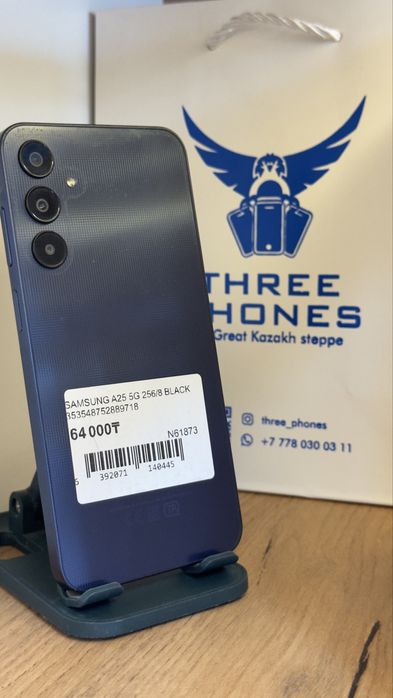 SAMSUNG A25 5G 256/8 BLACK
353548752889718
64 000₸
N61873
392071 140445
THREE
PHONES
Great Kazakh steppe
three_phones
+7 778 030 03 11